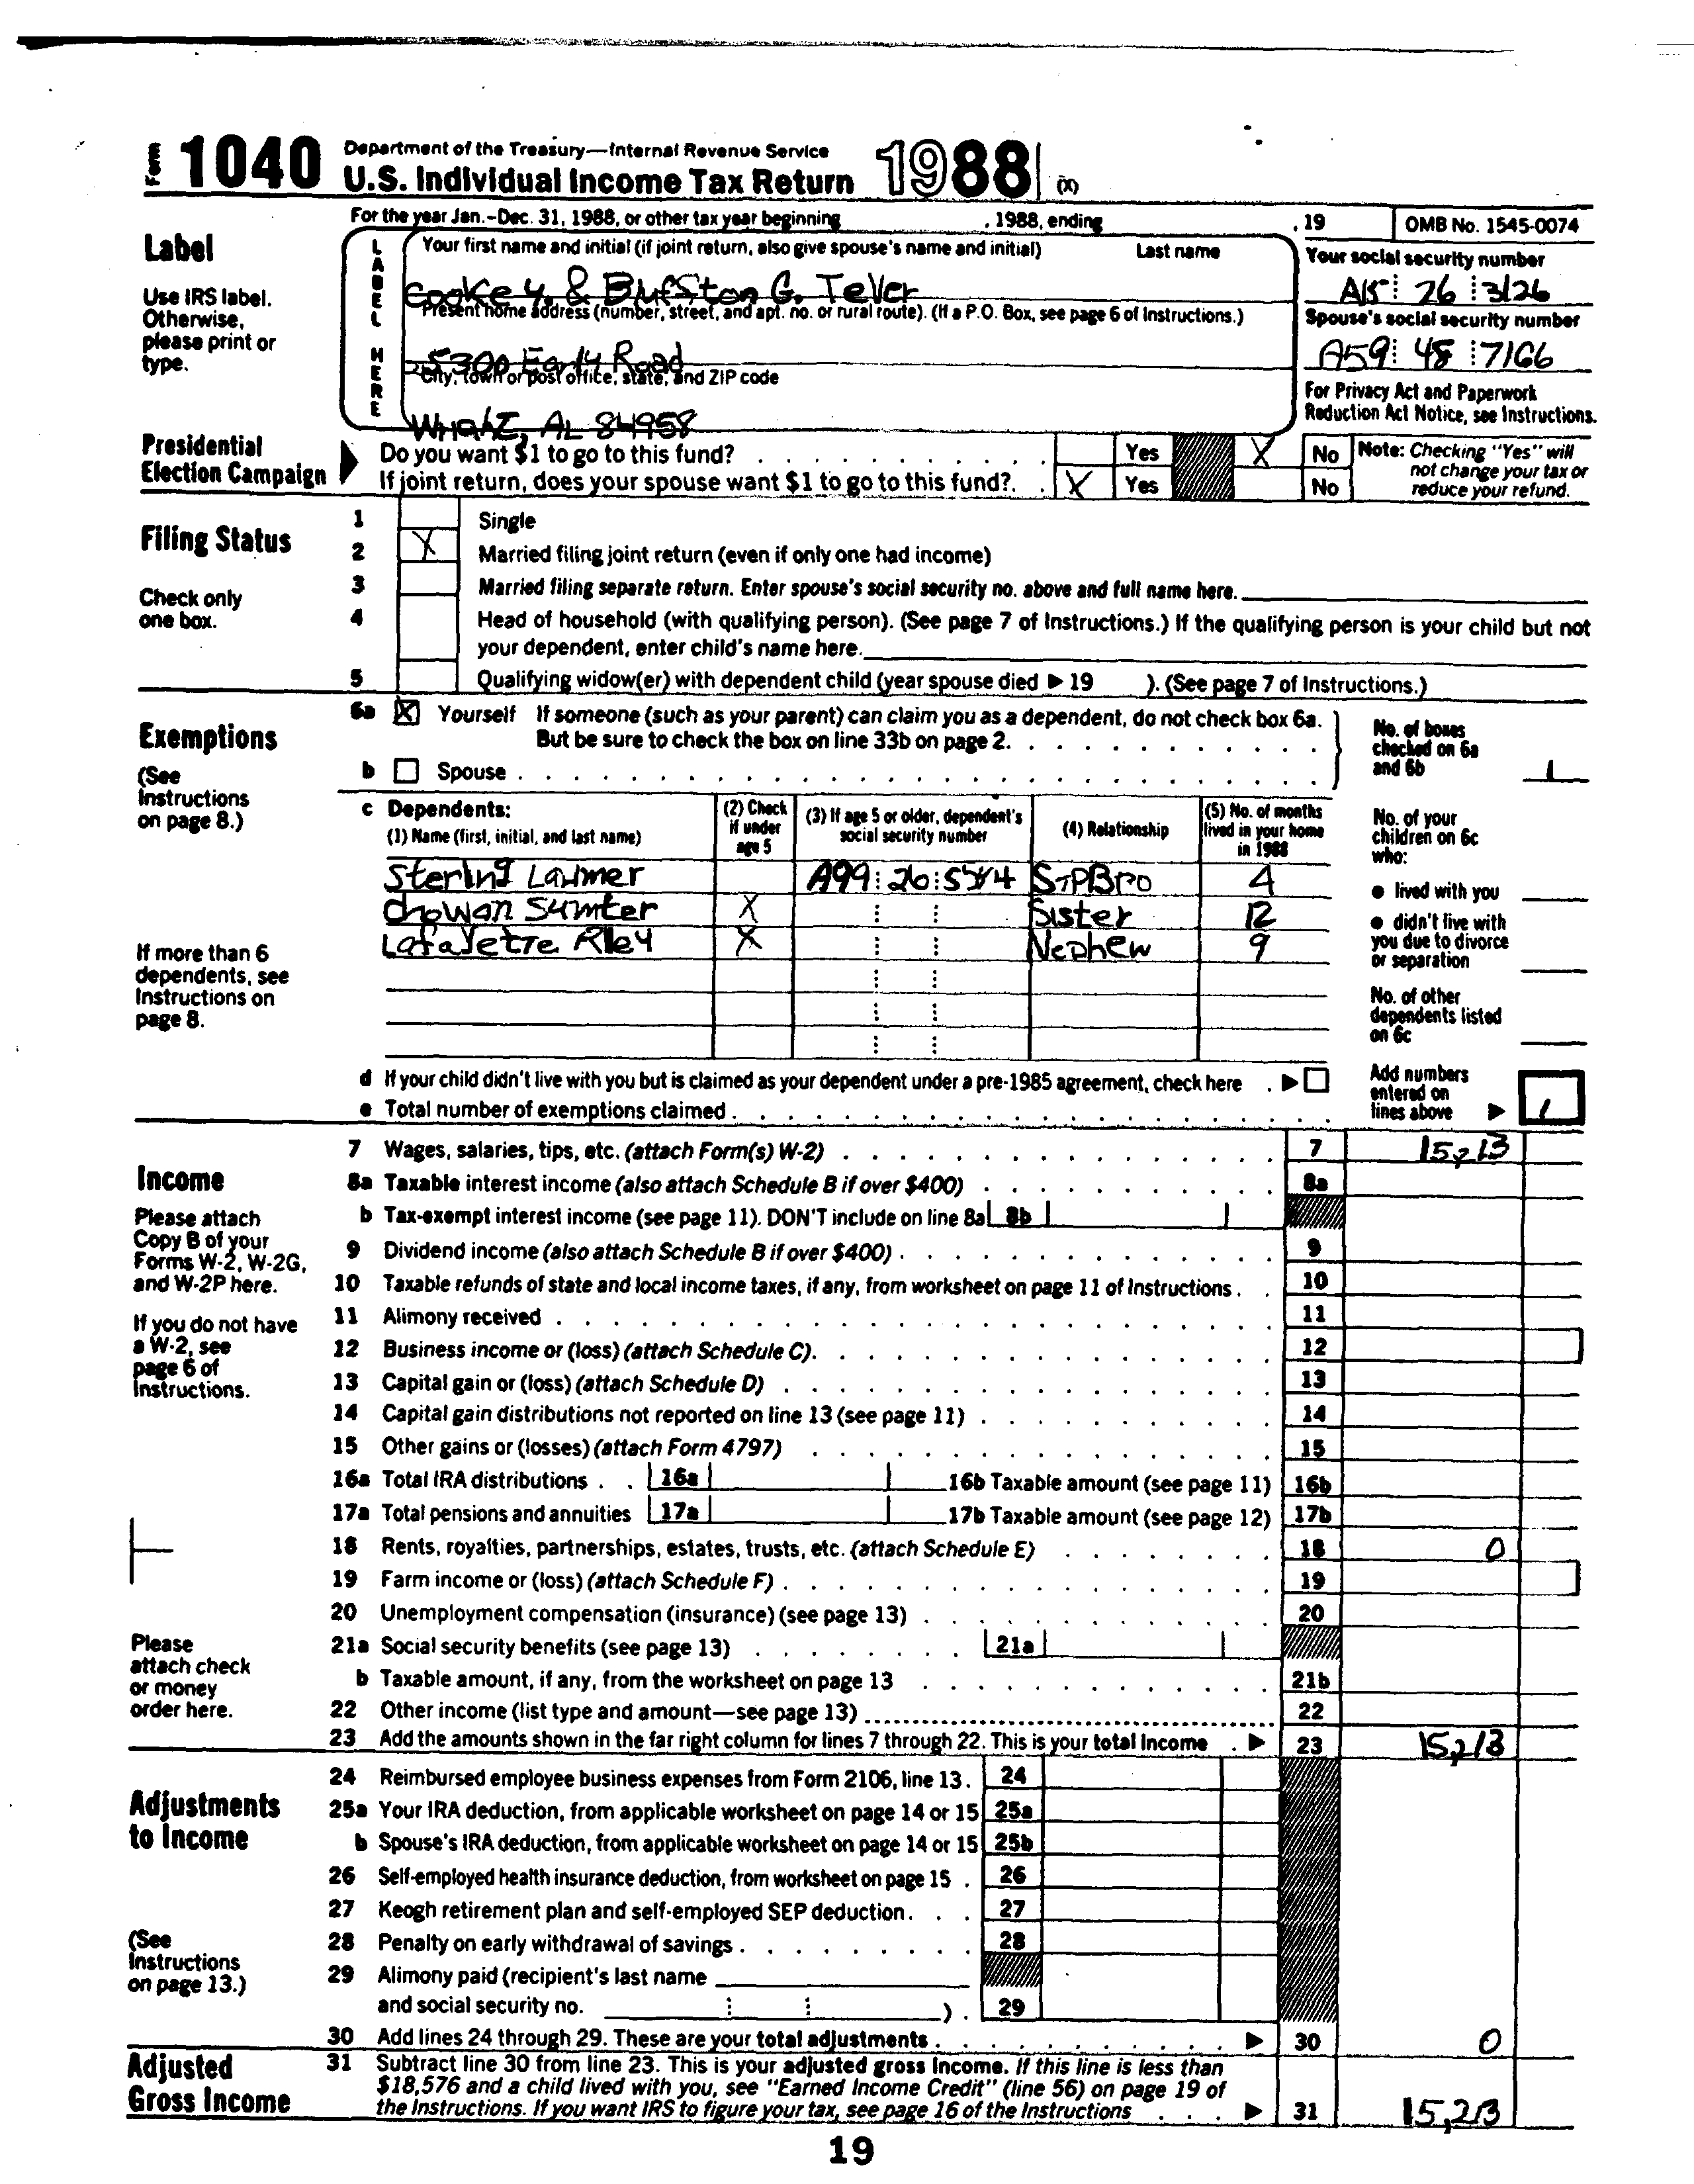 Form 1040 Department of the Treasury—Internal Revenue Service
U.S. Individual Income Tax Return 1988 (X)
For the year Jan.-Dec. 31, 1988, or other tax year beginning , 1988, ending , 19 OMB No. 1545-0074
Label
Use IRS label. Otherwise, please print or type.
LABEL HERE
Your first name and initial (if joint return, also give spouse's name and initial) Last name
Cooke Y. & G. Tever
Present home address (number, street, and apt. no. or rural route). (If a P.O. Box, see page 6 of Instructions.)
5300 Early Road
City, town or post office, state, and ZIP code
AL 84958
Your social security number
26 3126
Spouse's social security number
A59 48 7166
For Privacy Act and Paperwork Reduction Act Notice, see Instructions.
Presidential Election Campaign
Do you want $1 to go to this fund? Yes X No
If joint return, does your spouse want $1 to go to this fund? X Yes No
Note: Checking "Yes" will not change your tax or reduce your refund.
Filing Status
Check only one box.
1 Single
2 X Married filing joint return (even if only one had income)
3 Married filing separate return. Enter spouse's social security no. above and full name here.
4 Head of household (with qualifying person). (See page 7 of Instructions.) If the qualifying person is your child but not
your dependent, enter child's name here.
5 Qualifying widow(er) with dependent child (year spouse died ▶ 19 ). (See page 7 of Instructions.)
Exemptions
(See Instructions on page 8.)
6a X Yourself If someone (such as your parent) can claim you as a dependent, do not check box 6a.
But be sure to check the box on line 33b on page 2.
b Spouse
No. of boxes checked on 6a and 6b 1
c Dependents:
(1) Name (first, initial, and last name) (2) Check if under age 5 (3) If age 5 or older, dependent's social security number (4) Relationship (5) No. of months lived in your home in 1988
Sterling Larimer A99 26 StpBro 4
Chowan Sumter X Sister 12
Lafayette Riley X Nephew 9
If more than 6 dependents, see Instructions on page 8.
No. of your children on 6c who:
● lived with you
● didn't live with you due to divorce or separation
No. of other dependents listed on 6c
d If your child didn't live with you but is claimed as your dependent under a pre-1985 agreement, check here ▶
e Total number of exemptions claimed
Add numbers entered on lines above ▶ 1
Income
Please attach Copy B of your Forms W-2, W-2G, and W-2P here.
If you do not have a W-2, see page 6 of Instructions.
Please attach check or money order here.
7 Wages, salaries, tips, etc. (attach Form(s) W-2) 7 15,213
8a Taxable interest income (also attach Schedule B if over $400) 8a
b Tax-exempt interest income (see page 11). DON'T include on line 8a 8b
9 Dividend income (also attach Schedule B if over $400) 9
10 Taxable refunds of state and local income taxes, if any, from worksheet on page 11 of Instructions 10
11 Alimony received 11
12 Business income or (loss) (attach Schedule C) 12
13 Capital gain or (loss) (attach Schedule D) 13
14 Capital gain distributions not reported on line 13 (see page 11) 14
15 Other gains or (losses) (attach Form 4797) 15
16a Total IRA distributions 16a 16b Taxable amount (see page 11) 16b
17a Total pensions and annuities 17a 17b Taxable amount (see page 12) 17b
18 Rents, royalties, partnerships, estates, trusts, etc. (attach Schedule E) 18 0
19 Farm income or (loss) (attach Schedule F) 19
20 Unemployment compensation (insurance) (see page 13) 20
21a Social security benefits (see page 13) 21a
b Taxable amount, if any, from the worksheet on page 13 21b
22 Other income (list type and amount—see page 13) 22
23 Add the amounts shown in the far right column for lines 7 through 22. This is your total income ▶ 23 15,213
Adjustments to Income
(See Instructions on page 13.)
24 Reimbursed employee business expenses from Form 2106, line 13 24
25a Your IRA deduction, from applicable worksheet on page 14 or 15 25a
b Spouse's IRA deduction, from applicable worksheet on page 14 or 15 25b
26 Self-employed health insurance deduction, from worksheet on page 15 26
27 Keogh retirement plan and self-employed SEP deduction 27
28 Penalty on early withdrawal of savings 28
29 Alimony paid (recipient's last name
and social security no. ) 29
30 Add lines 24 through 29. These are your total adjustments ▶ 30 0
Adjusted Gross Income
31 Subtract line 30 from line 23. This is your adjusted gross income. If this line is less than
$18,576 and a child lived with you, see "Earned Income Credit" (line 56) on page 19 of
the Instructions. If you want IRS to figure your tax, see page 16 of the Instructions ▶ 31 15,213
19